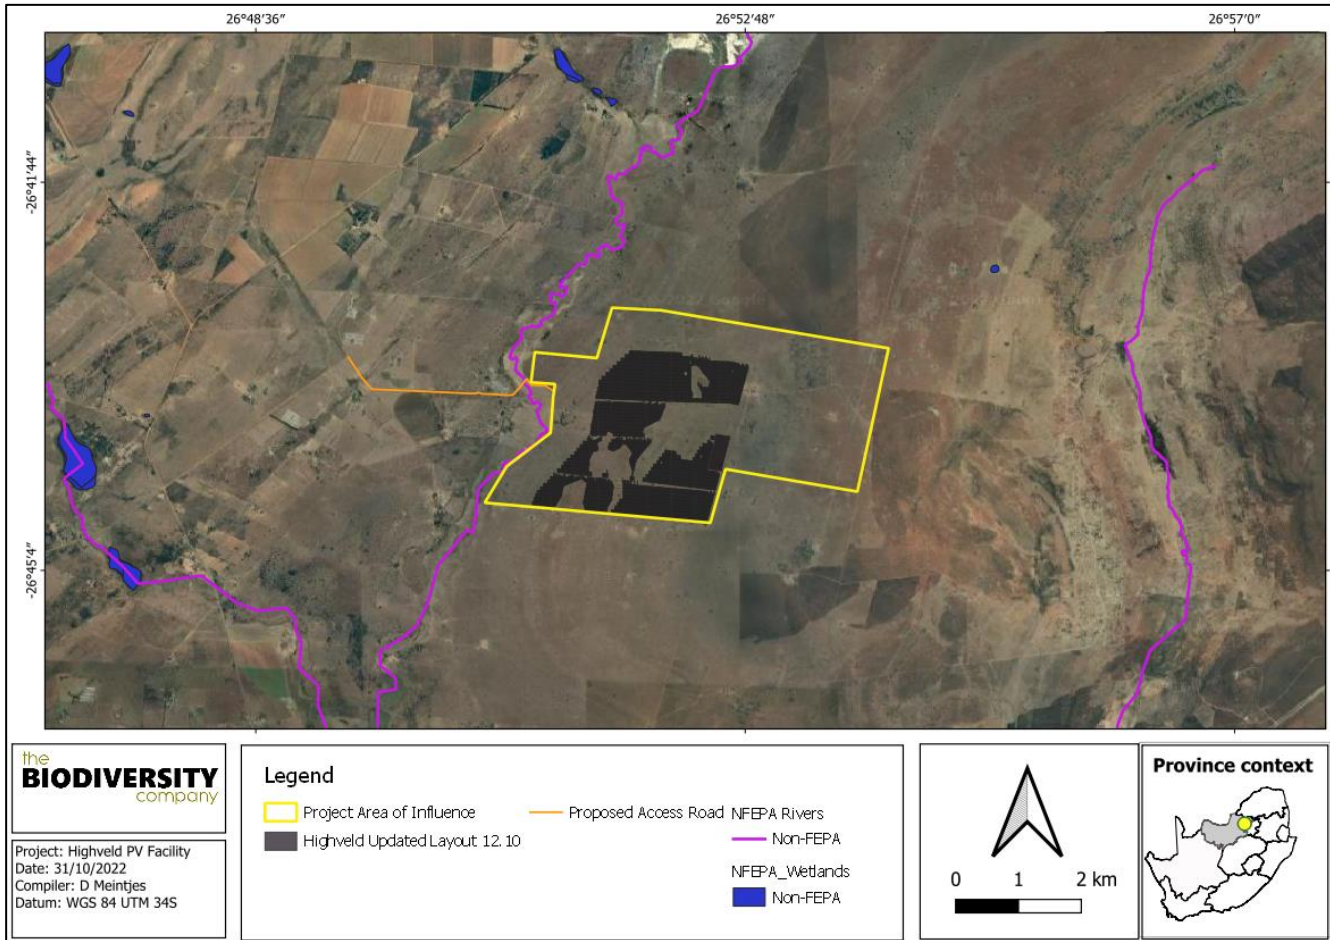 26°48'36" 26°52'48" 26°57'0"
-26°41'44"
-26°45'4"
the
BIODIVERSITY
company
Project: Highveld PV Facility
Date: 31/10/2022
Compiler: D Meintjes
Datum: WGS 84 UTM 34S
Legend
Project Area of Influence
Highveld Updated Layout 12.10
Proposed Access Road
NFEPA Rivers
Non-FEPA
NFEPA_Wetlands
Non-FEPA
0 1 2 km
Province context